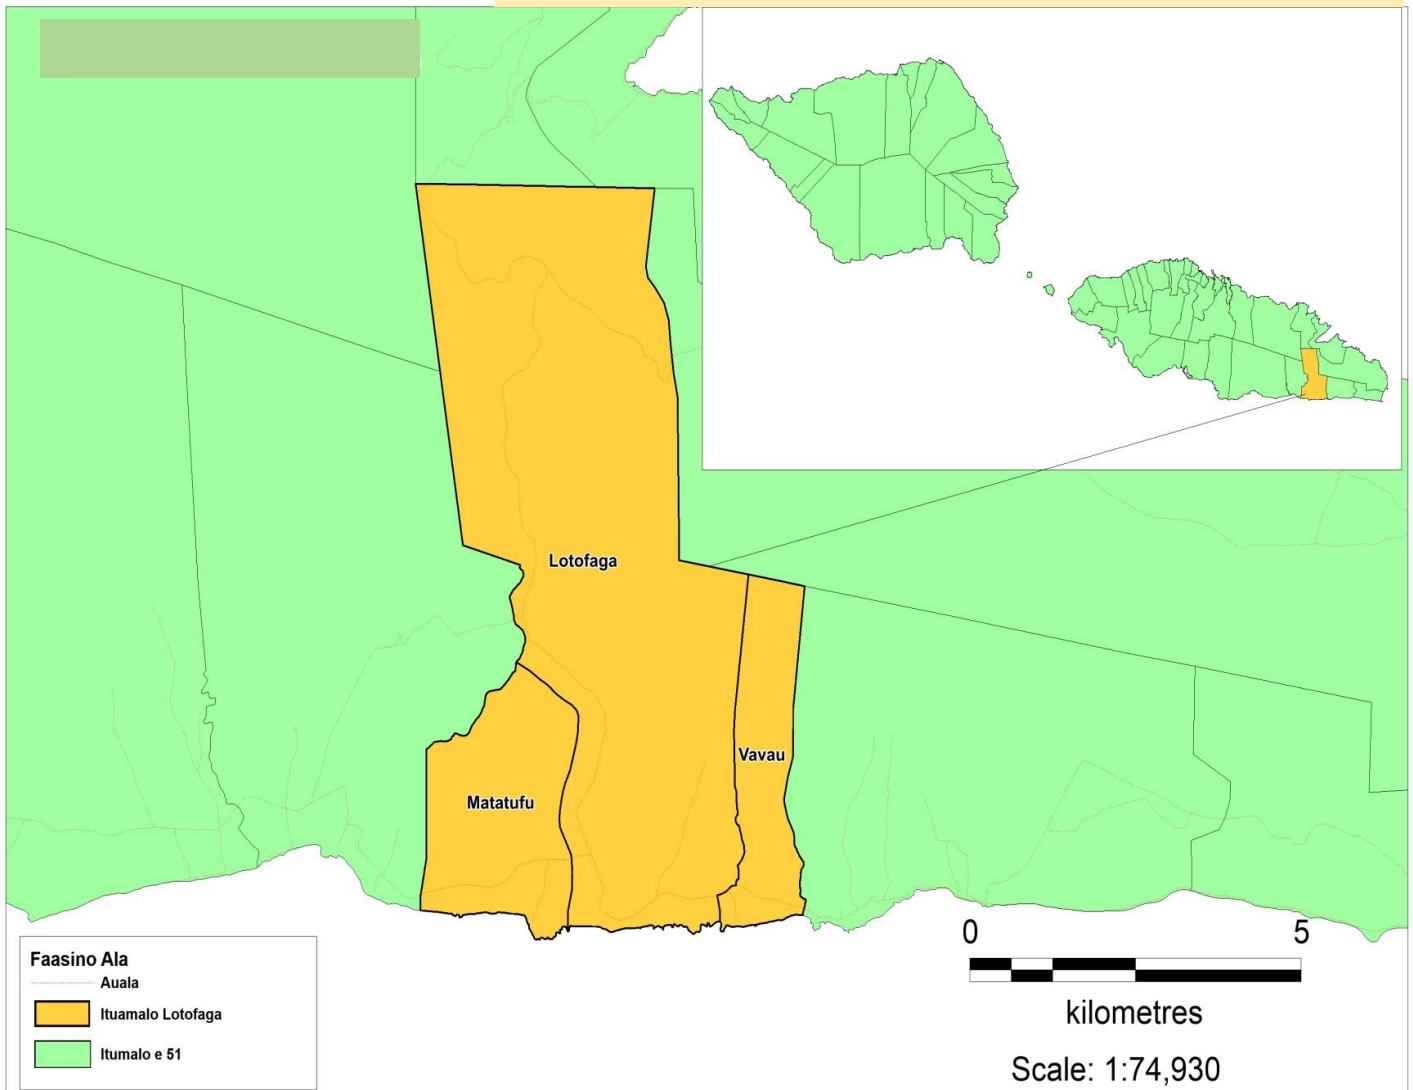 Lotofaga
Vavau
Matatufu
0 5
kilometres
Scale: 1:74,930
Faasino Ala
Auala
Ituamalo Lotofaga
Itumalo e 51